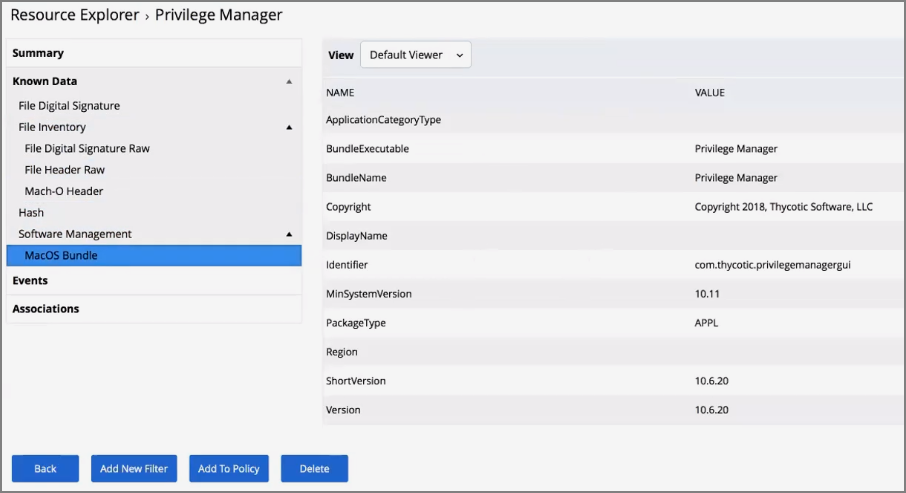 Resource Explorer › Privilege Manager
Summary
Known Data
File Digital Signature
File Inventory
File Digital Signature Raw
File Header Raw
Mach-O Header
Hash
Software Management
MacOS Bundle
Events
Associations
View Default Viewer
NAME VALUE
ApplicationCategoryType
BundleExecutable Privilege Manager
BundleName Privilege Manager
Copyright Copyright 2018, Thycotic Software, LLC
DisplayName
Identifier com.thycotic.privilegemanagergui
MinSystemVersion 10.11
PackageType APPL
Region
ShortVersion 10.6.20
Version 10.6.20
Back Add New Filter Add To Policy Delete